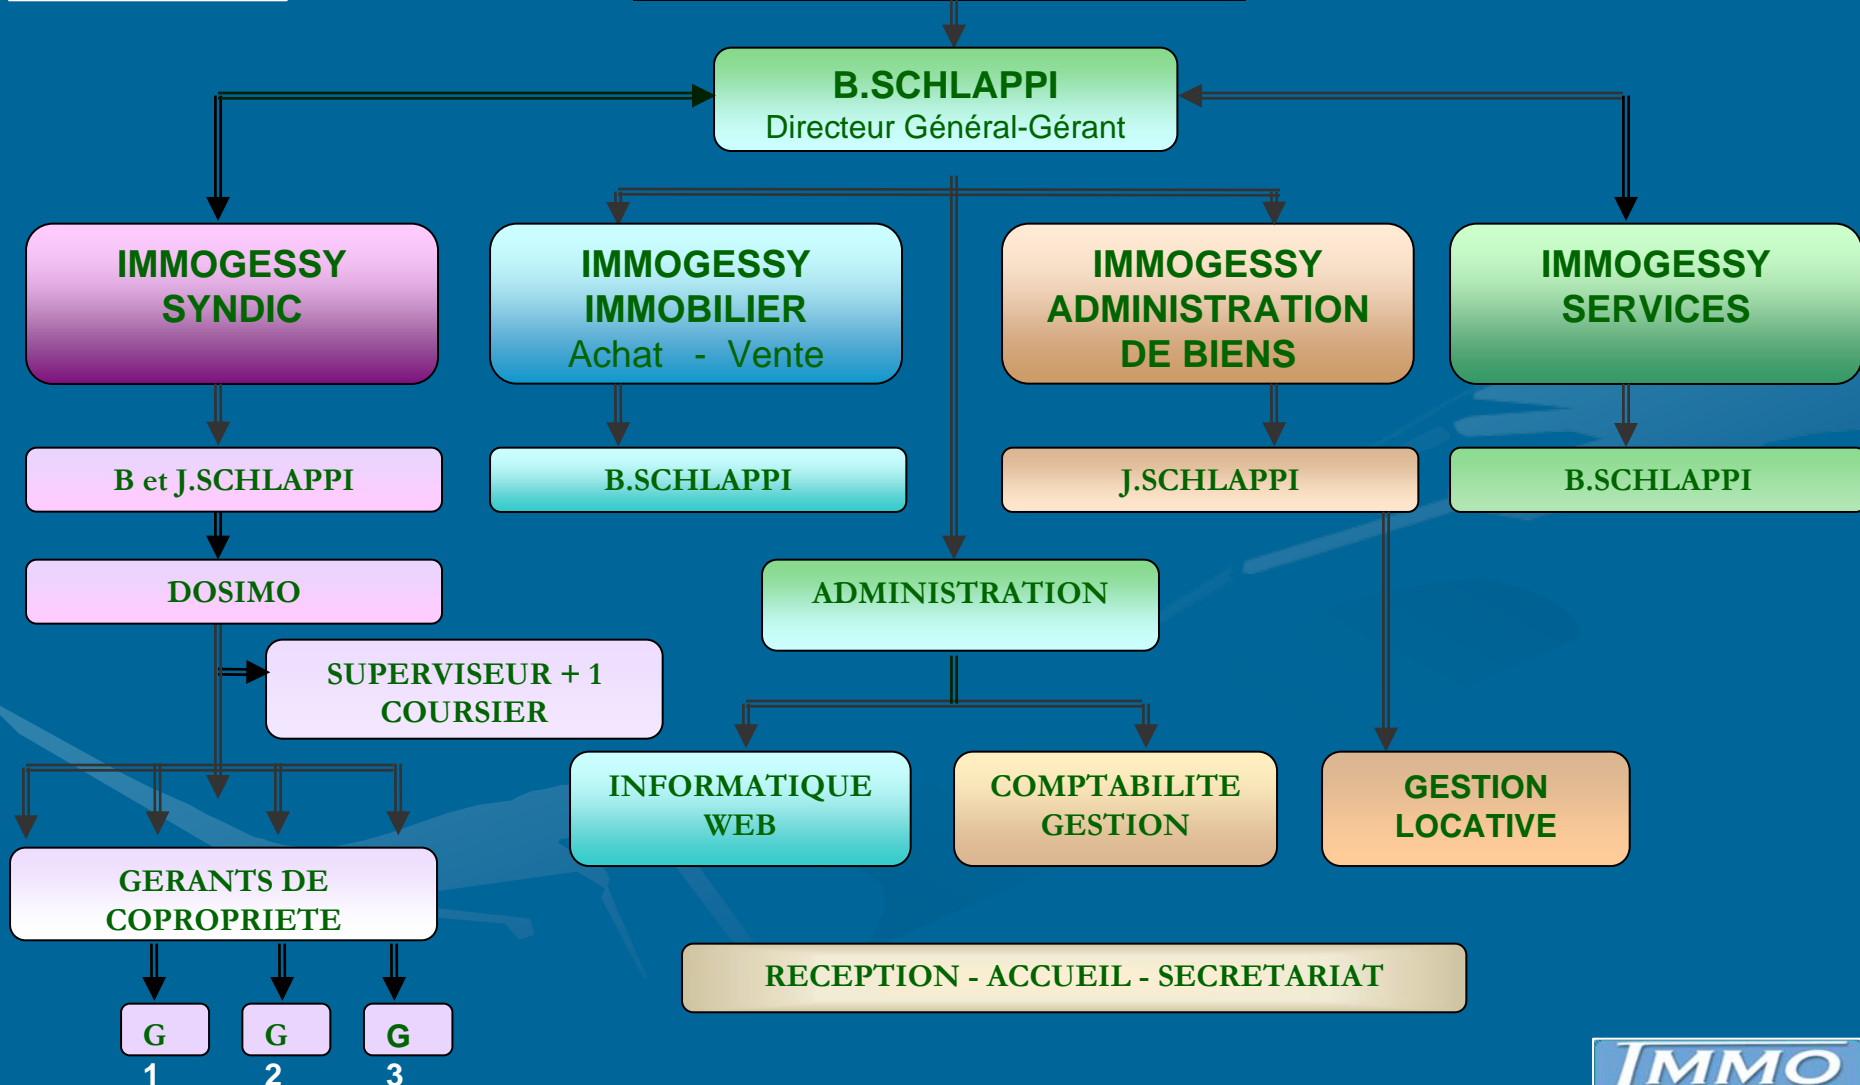 B.SCHLAPPI
Directeur Général-Gérant
IMMOGESSY
SYNDIC
IMMOGESSY
IMMOBILIER
Achat - Vente
IMMOGESSY
ADMINISTRATION
DE BIENS
IMMOGESSY
SERVICES
B et J.SCHLAPPI
B.SCHLAPPI
J.SCHLAPPI
B.SCHLAPPI
DOSIMO
ADMINISTRATION
SUPERVISEUR + 1
COURSIER
INFORMATIQUE
WEB
COMPTABILITE
GESTION
GESTION
LOCATIVE
GERANTS DE
COPROPRIETE
RECEPTION - ACCUEIL - SECRETARIAT
G
1
G
2
G
3
IMMO